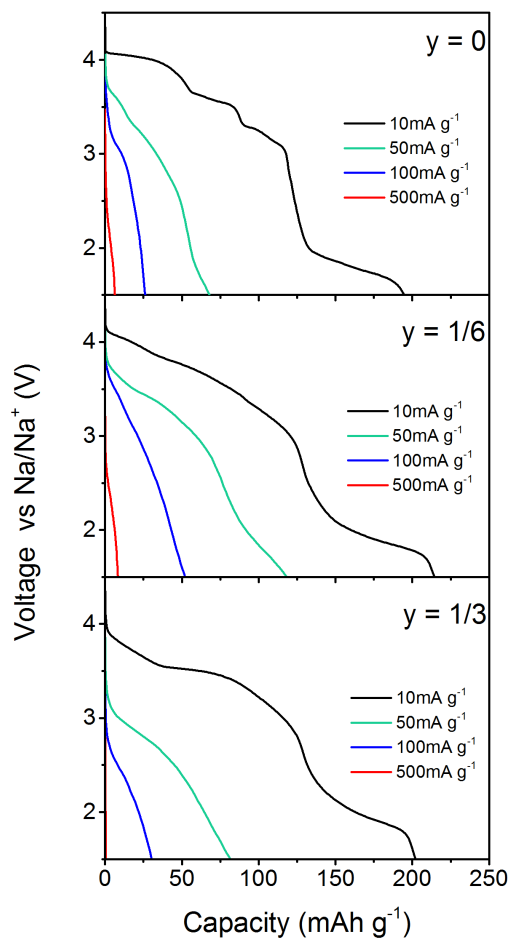 y = 0
4
3
2
10mA g⁻¹
50mA g⁻¹
100mA g⁻¹
500mA g⁻¹
y = 1/6
4
3
2
10mA g⁻¹
50mA g⁻¹
100mA g⁻¹
500mA g⁻¹
y = 1/3
4
3
2
10mA g⁻¹
50mA g⁻¹
100mA g⁻¹
500mA g⁻¹
0 50 100 150 200 250
Voltage vs Na/Na⁺ (V)
Capacity (mAh g⁻¹)